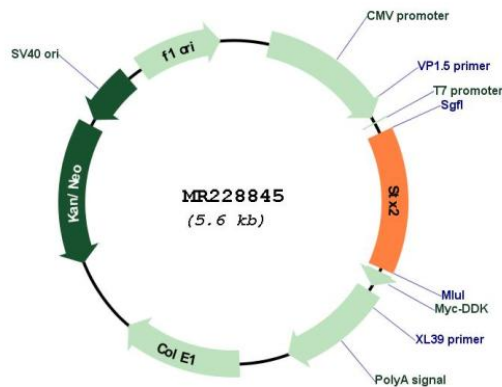 CMV promoter
f1 ori
SV40 ori
VP1.5 primer
T7 promoter
SgfI
Kan/ Neo
MR228845
(5.6 kb)
Stx2
MluI
Myc-DDK
XL39 primer
Col E1
PolyA signal